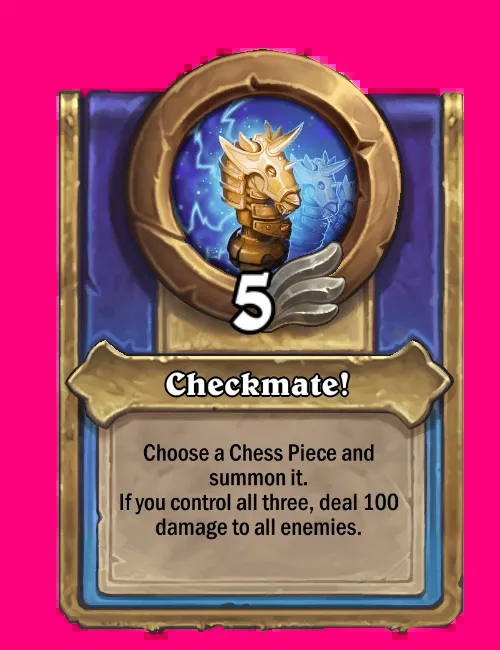 5
Checkmate!
Choose a Chess Piece and
summon it.
If you control all three, deal 100
damage to all enemies.